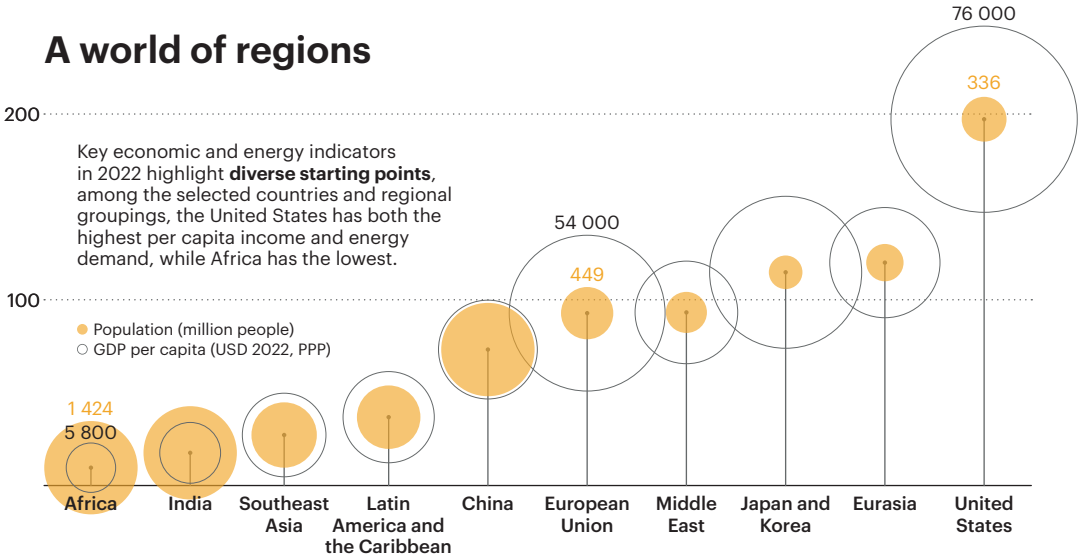 76 000
A world of regions
336
200
Key economic and energy indicators
in 2022 highlight diverse starting points,
among the selected countries and regional
groupings, the United States has both the
highest per capita income and energy
demand, while Africa has the lowest.
54 000
449
100
Population (million people)
GDP per capita (USD 2022, PPP)
1 424
5 800
Africa
India
Southeast
Asia
Latin
America and
the Caribbean
China
European
Union
Middle
East
Japan and
Korea
Eurasia
United
States